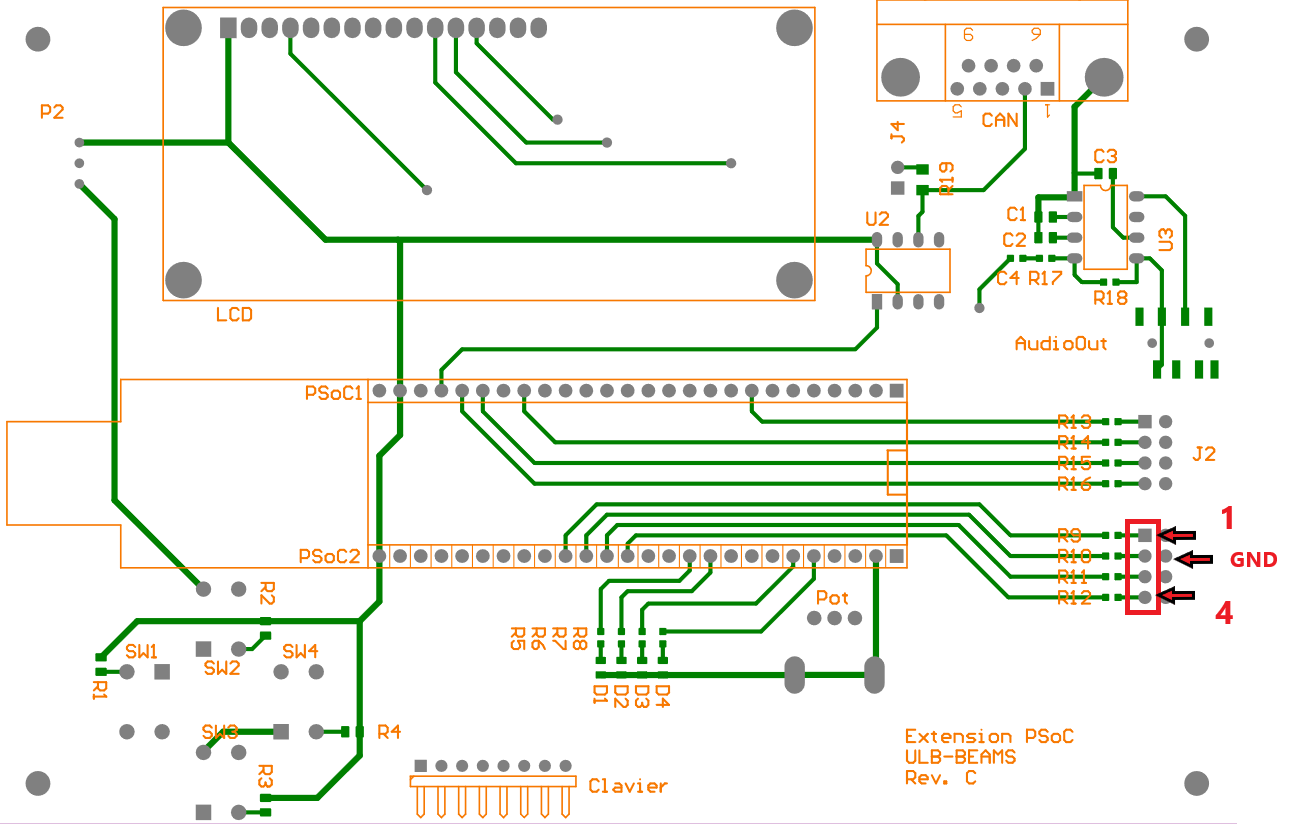 P2
9
6
5
1
CAN
J4
C3
R19
U2
C1
C2
U3
C4
R17
R18
LCD
AudioOut
PSoC1
R13
R14
J2
R15
R16
1
PSoC2
R9
R10
GND
R11
R12
4
R2
Pot
R5
R6
R7
R8
SW1
SW2
SW4
R1
D1
D2
D3
D4
SW3
R4
Extension PSoC
ULB-BEAMS
Rev. C
R3
Clavier